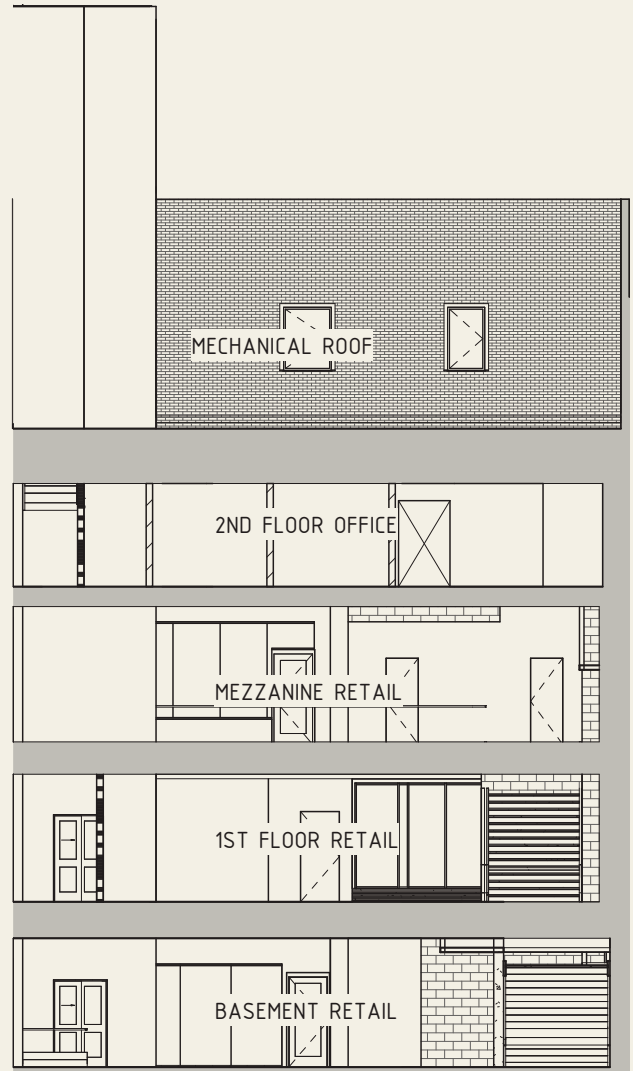 MECHANICAL ROOF
2ND FLOOR OFFICE
MEZZANINE RETAIL
1ST FLOOR RETAIL
BASEMENT RETAIL